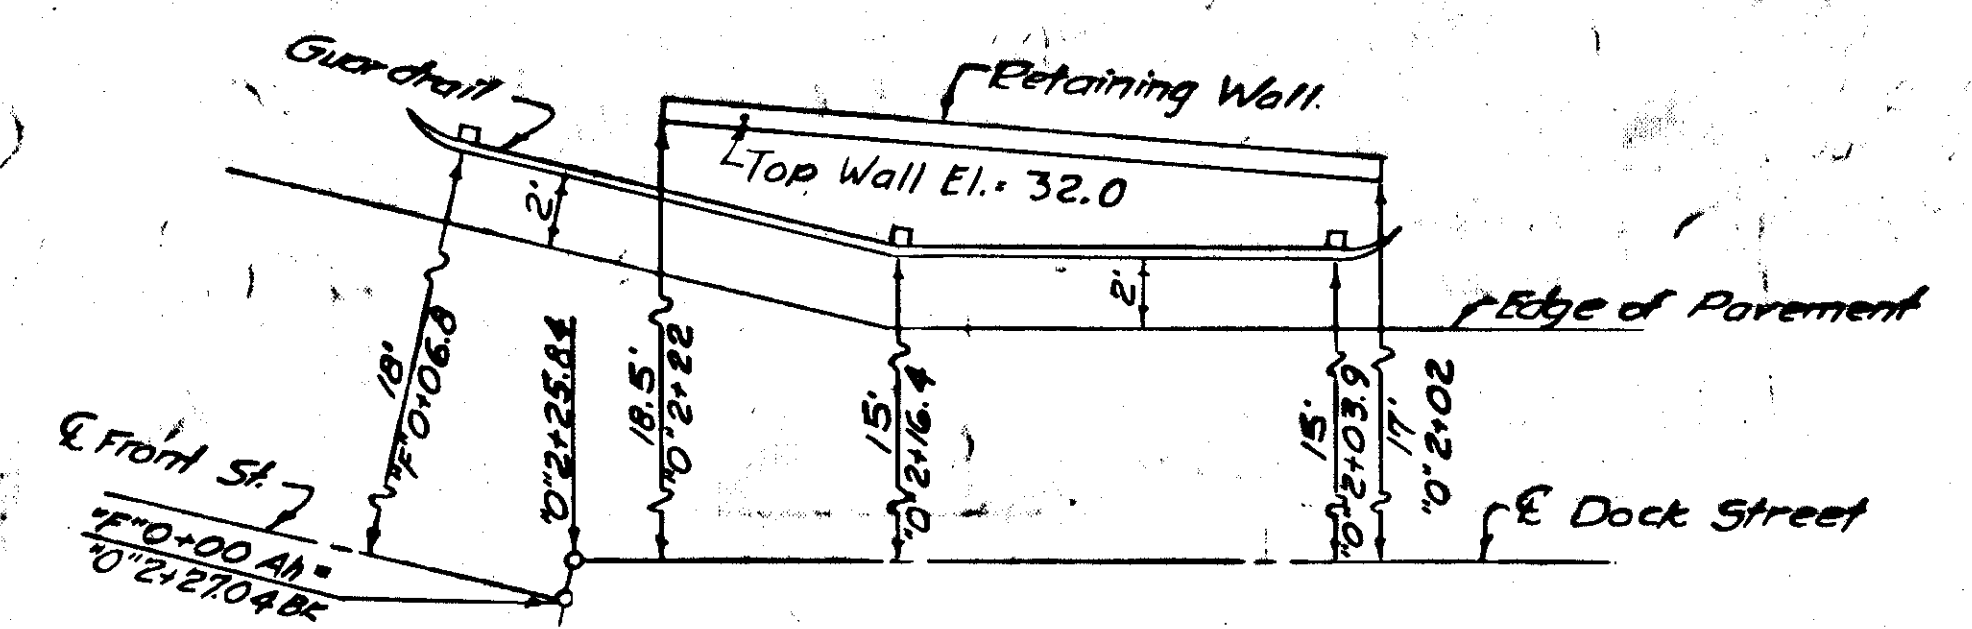 Guardrail
Retaining Wall.
Top Wall El.= 32.0
2'
2'
Edge of Pavement
18'
"F" 0+06.8
"O" 2+25.84
18.5'
"O" 2+22
15'
"O" 2+16.4
15'
"O" 2+03.9
17'
"O" 2+02
℄ Front St.
℄ Dock Street
"F" 0+00 Ah =
"O" 2+27.04 BK